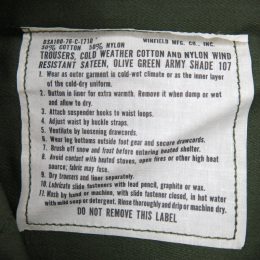 DSA100-76-C-1718 WINFIELD MFG. CO., INC.
50% COTTON 50% NYLON
TROUSERS, COLD WEATHER COTTON AND NYLON WIND
RESISTANT SATEEN, OLIVE GREEN ARMY SHADE 107
1. Wear as outer garment in cold-wet climate or as the inner layer
of the cold-dry uniform.
2. Button in liner for extra warmth. Remove it when damp or wet
and allow to dry.
3. Attach suspender hooks to waist loops.
4. Adjust waist by buckle straps.
5. Ventilate by loosening drawcords.
6. Wear leg bottoms outside foot gear and secure drawcords.
7. Brush off snow and frost before entering heated shelter.
8. Avoid contact with heated stoves, open fires or other high heat
source; fabric may fuse.
9. Dry trousers and liner separately.
10. Lubricate slide fasteners with lead pencil, graphite or wax.
11. Wash by hand or machine, with slide fastener closed, in hot water
with mild soap or detergent. Rinse thoroughly and drip or machine dry.
DO NOT REMOVE THIS LABEL